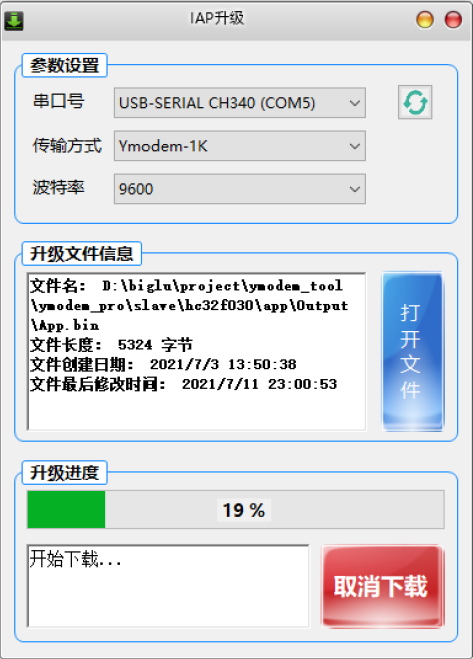 IAP升级
参数设置
串口号
USB-SERIAL CH340 (COM5)
传输方式
Ymodem-1K
波特率
9600
升级文件信息
文件名： D:\biglu\project\ymodem_tool
\ymodem_pro\slave\hc32f030\app\Output
\App.bin
文件长度： 5324 字节
文件创建日期： 2021/7/3 13:50:38
文件最后修改时间： 2021/7/11 23:00:53
打
开
文
件
升级进度
19 %
开始下载...
取消下载